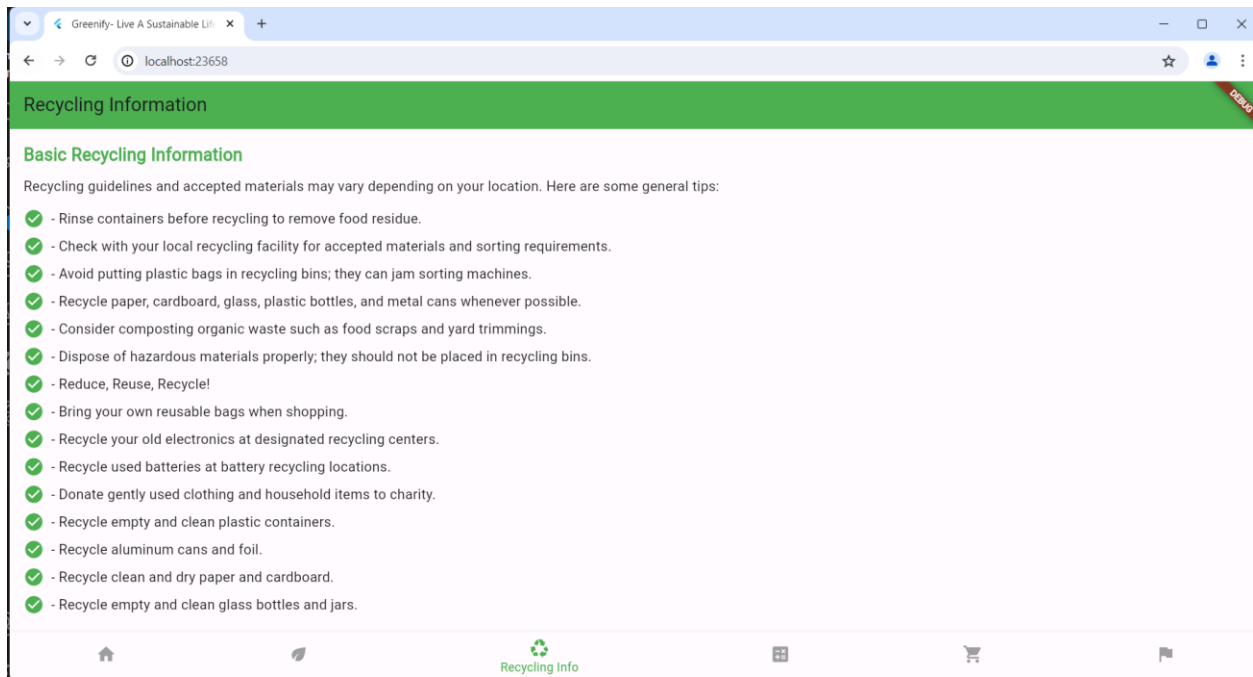 Greenify- Live A Sustainable Life
localhost:23658
Recycling Information
DEBUG
Basic Recycling Information
Recycling guidelines and accepted materials may vary depending on your location. Here are some general tips:
- Rinse containers before recycling to remove food residue.
- Check with your local recycling facility for accepted materials and sorting requirements.
- Avoid putting plastic bags in recycling bins; they can jam sorting machines.
- Recycle paper, cardboard, glass, plastic bottles, and metal cans whenever possible.
- Consider composting organic waste such as food scraps and yard trimmings.
- Dispose of hazardous materials properly; they should not be placed in recycling bins.
- Reduce, Reuse, Recycle!
- Bring your own reusable bags when shopping.
- Recycle your old electronics at designated recycling centers.
- Recycle used batteries at battery recycling locations.
- Donate gently used clothing and household items to charity.
- Recycle empty and clean plastic containers.
- Recycle aluminum cans and foil.
- Recycle clean and dry paper and cardboard.
- Recycle empty and clean glass bottles and jars.
Recycling Info